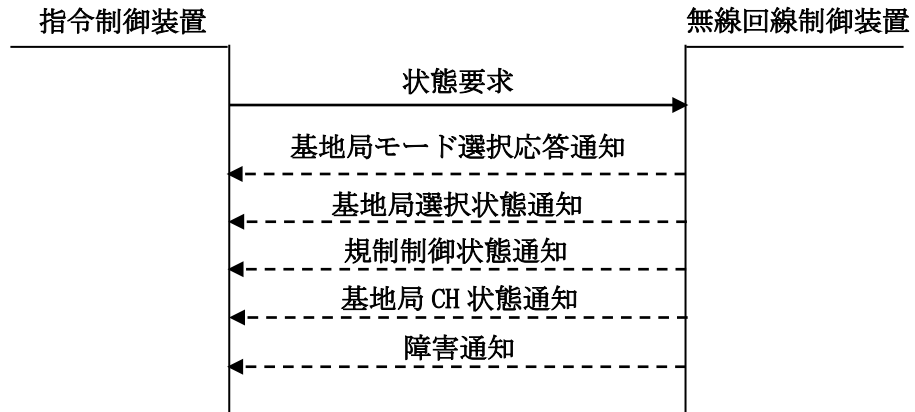 指令制御装置
無線回線制御装置
状態要求
基地局モード選択応答通知
基地局選択状態通知
規制制御状態通知
基地局 CH 状態通知
障害通知